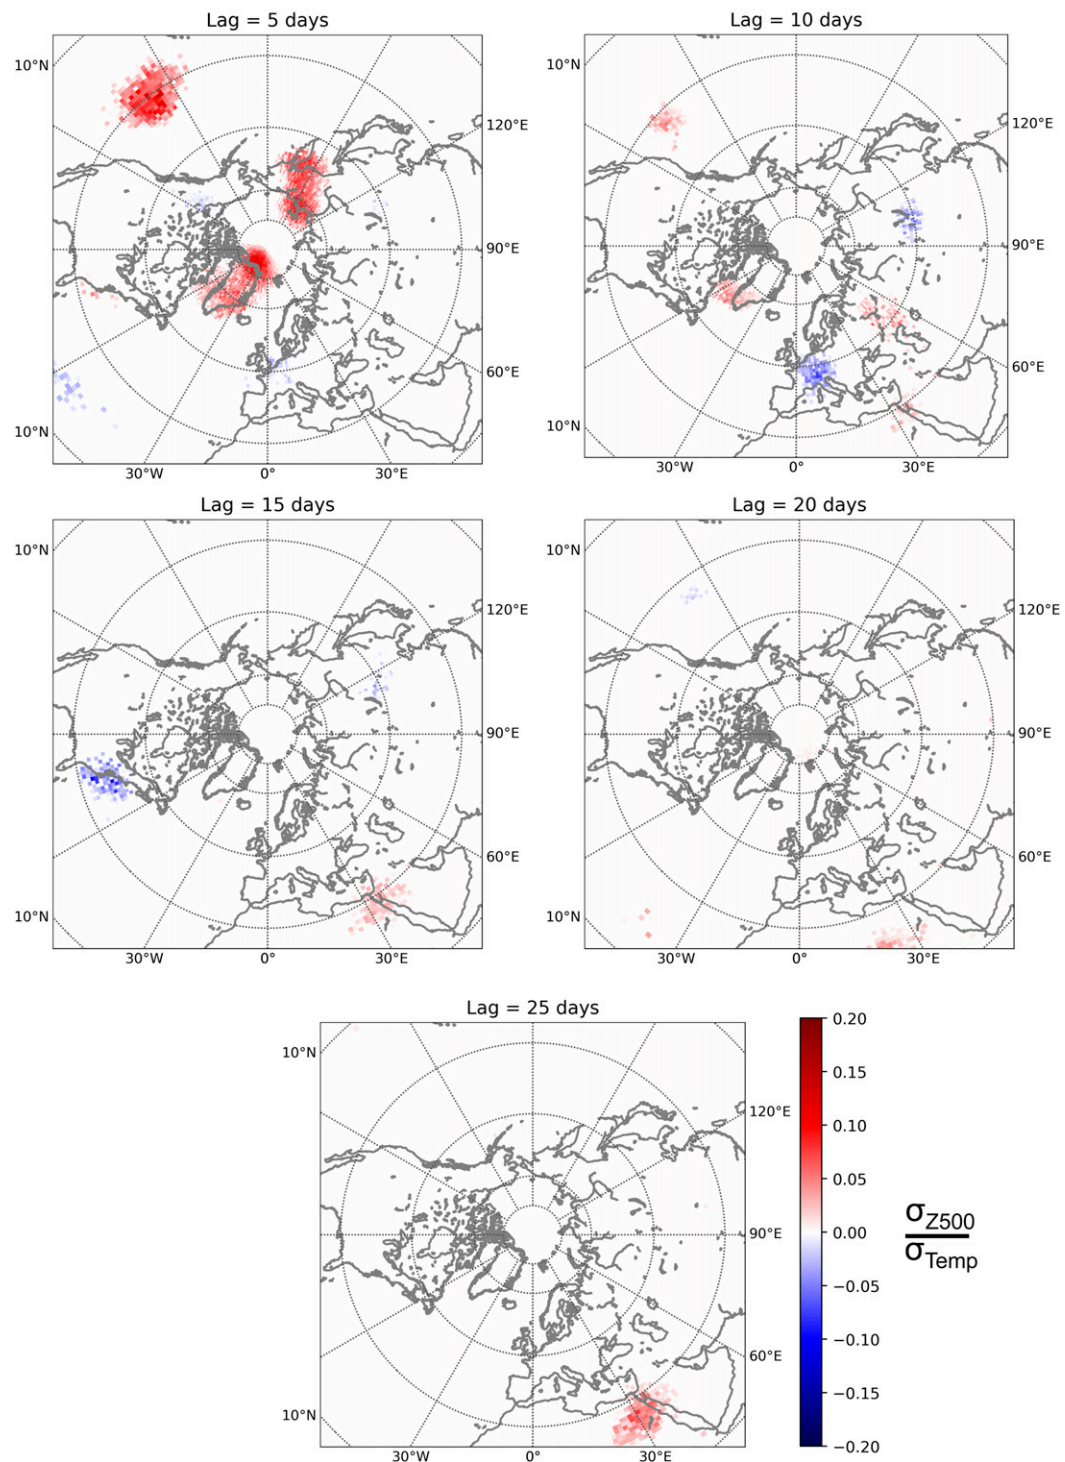 Lag = 5 days
Lag = 10 days
10°N
10°N
120°E
120°E
90°E
90°E
60°E
60°E
10°N
10°N
30°W
0°
30°E
30°W
0°
30°E
Lag = 15 days
Lag = 20 days
10°N
10°N
120°E
120°E
90°E
90°E
60°E
60°E
10°N
10°N
30°W
0°
30°E
30°W
0°
30°E
Lag = 25 days
10°N
120°E
90°E
60°E
10°N
30°W
0°
30°E
0.20
0.15
0.10
0.05
0.00
−0.05
−0.10
−0.15
−0.20
σZ500
σTemp